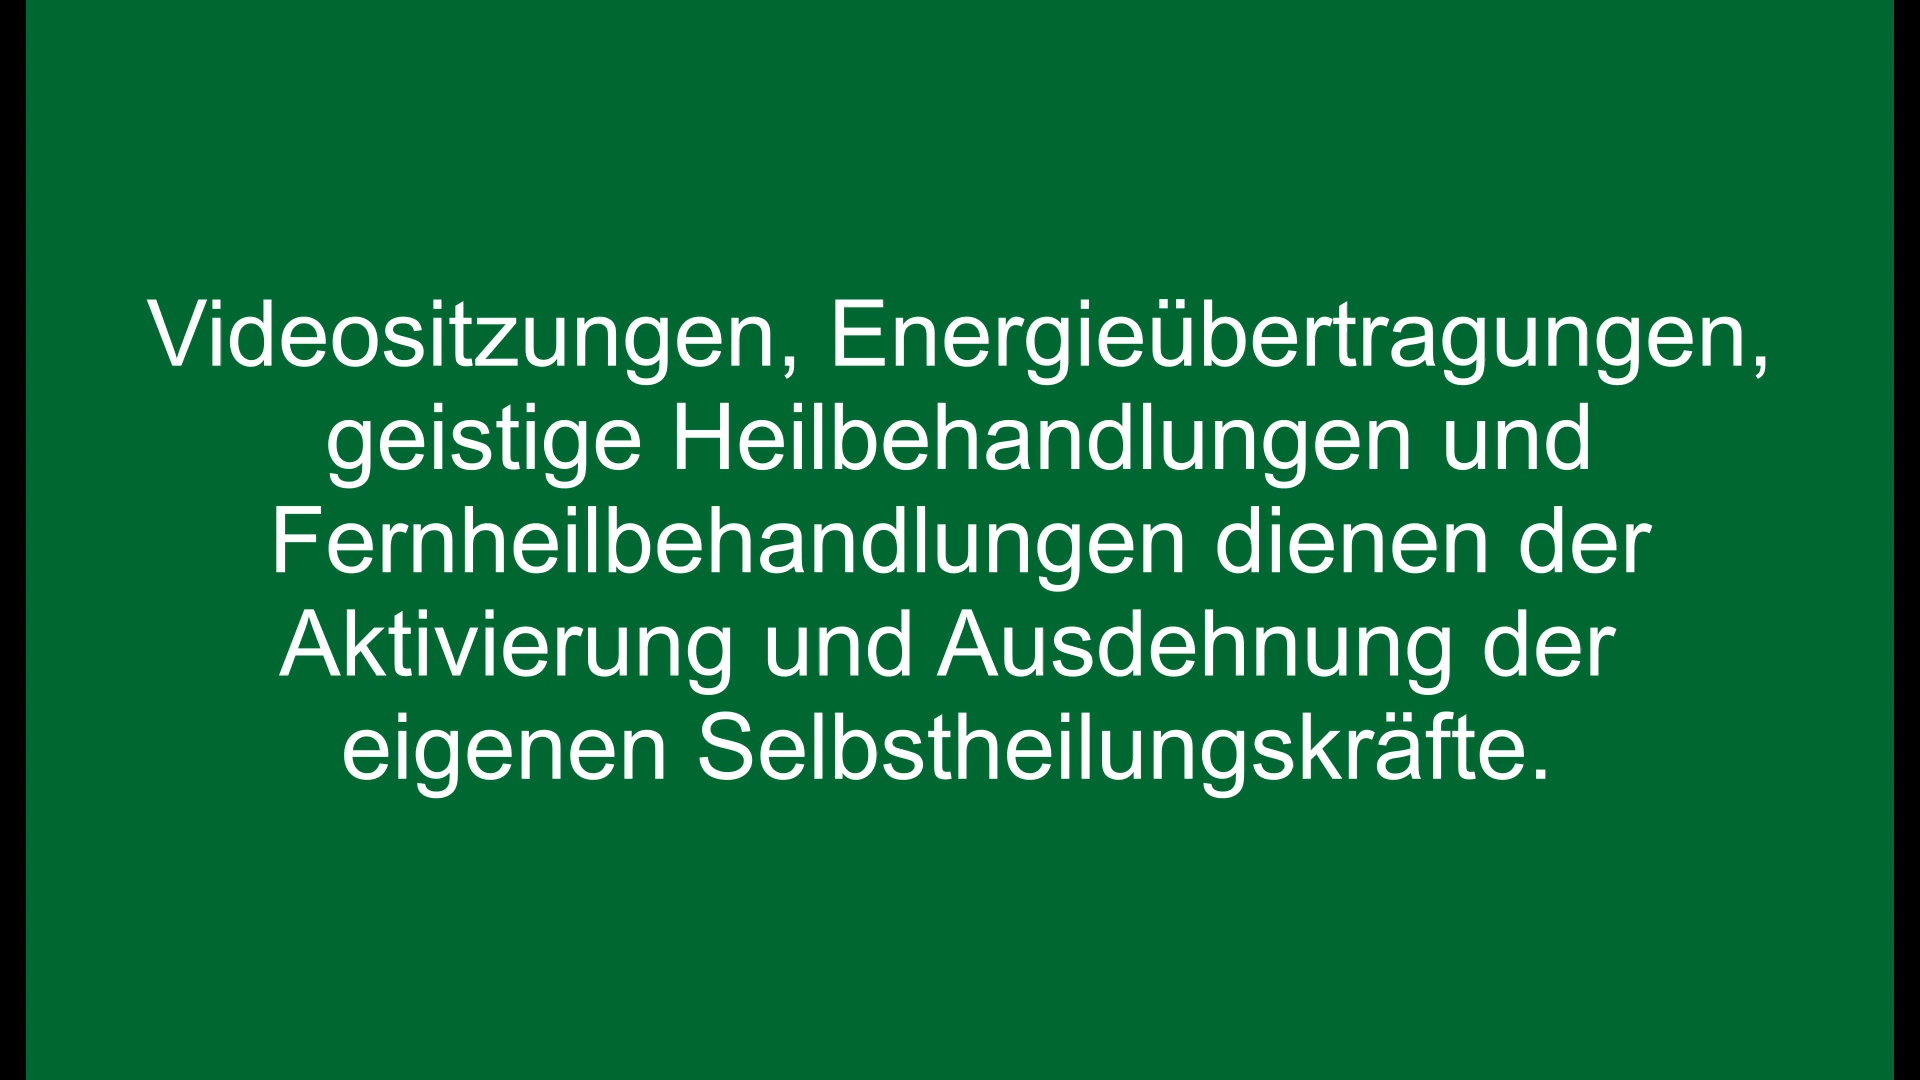 Videositzungen, Energieübertragungen,
geistige Heilbehandlungen und
Fernheilbehandlungen dienen der
Aktivierung und Ausdehnung der
eigenen Selbstheilungskräfte.